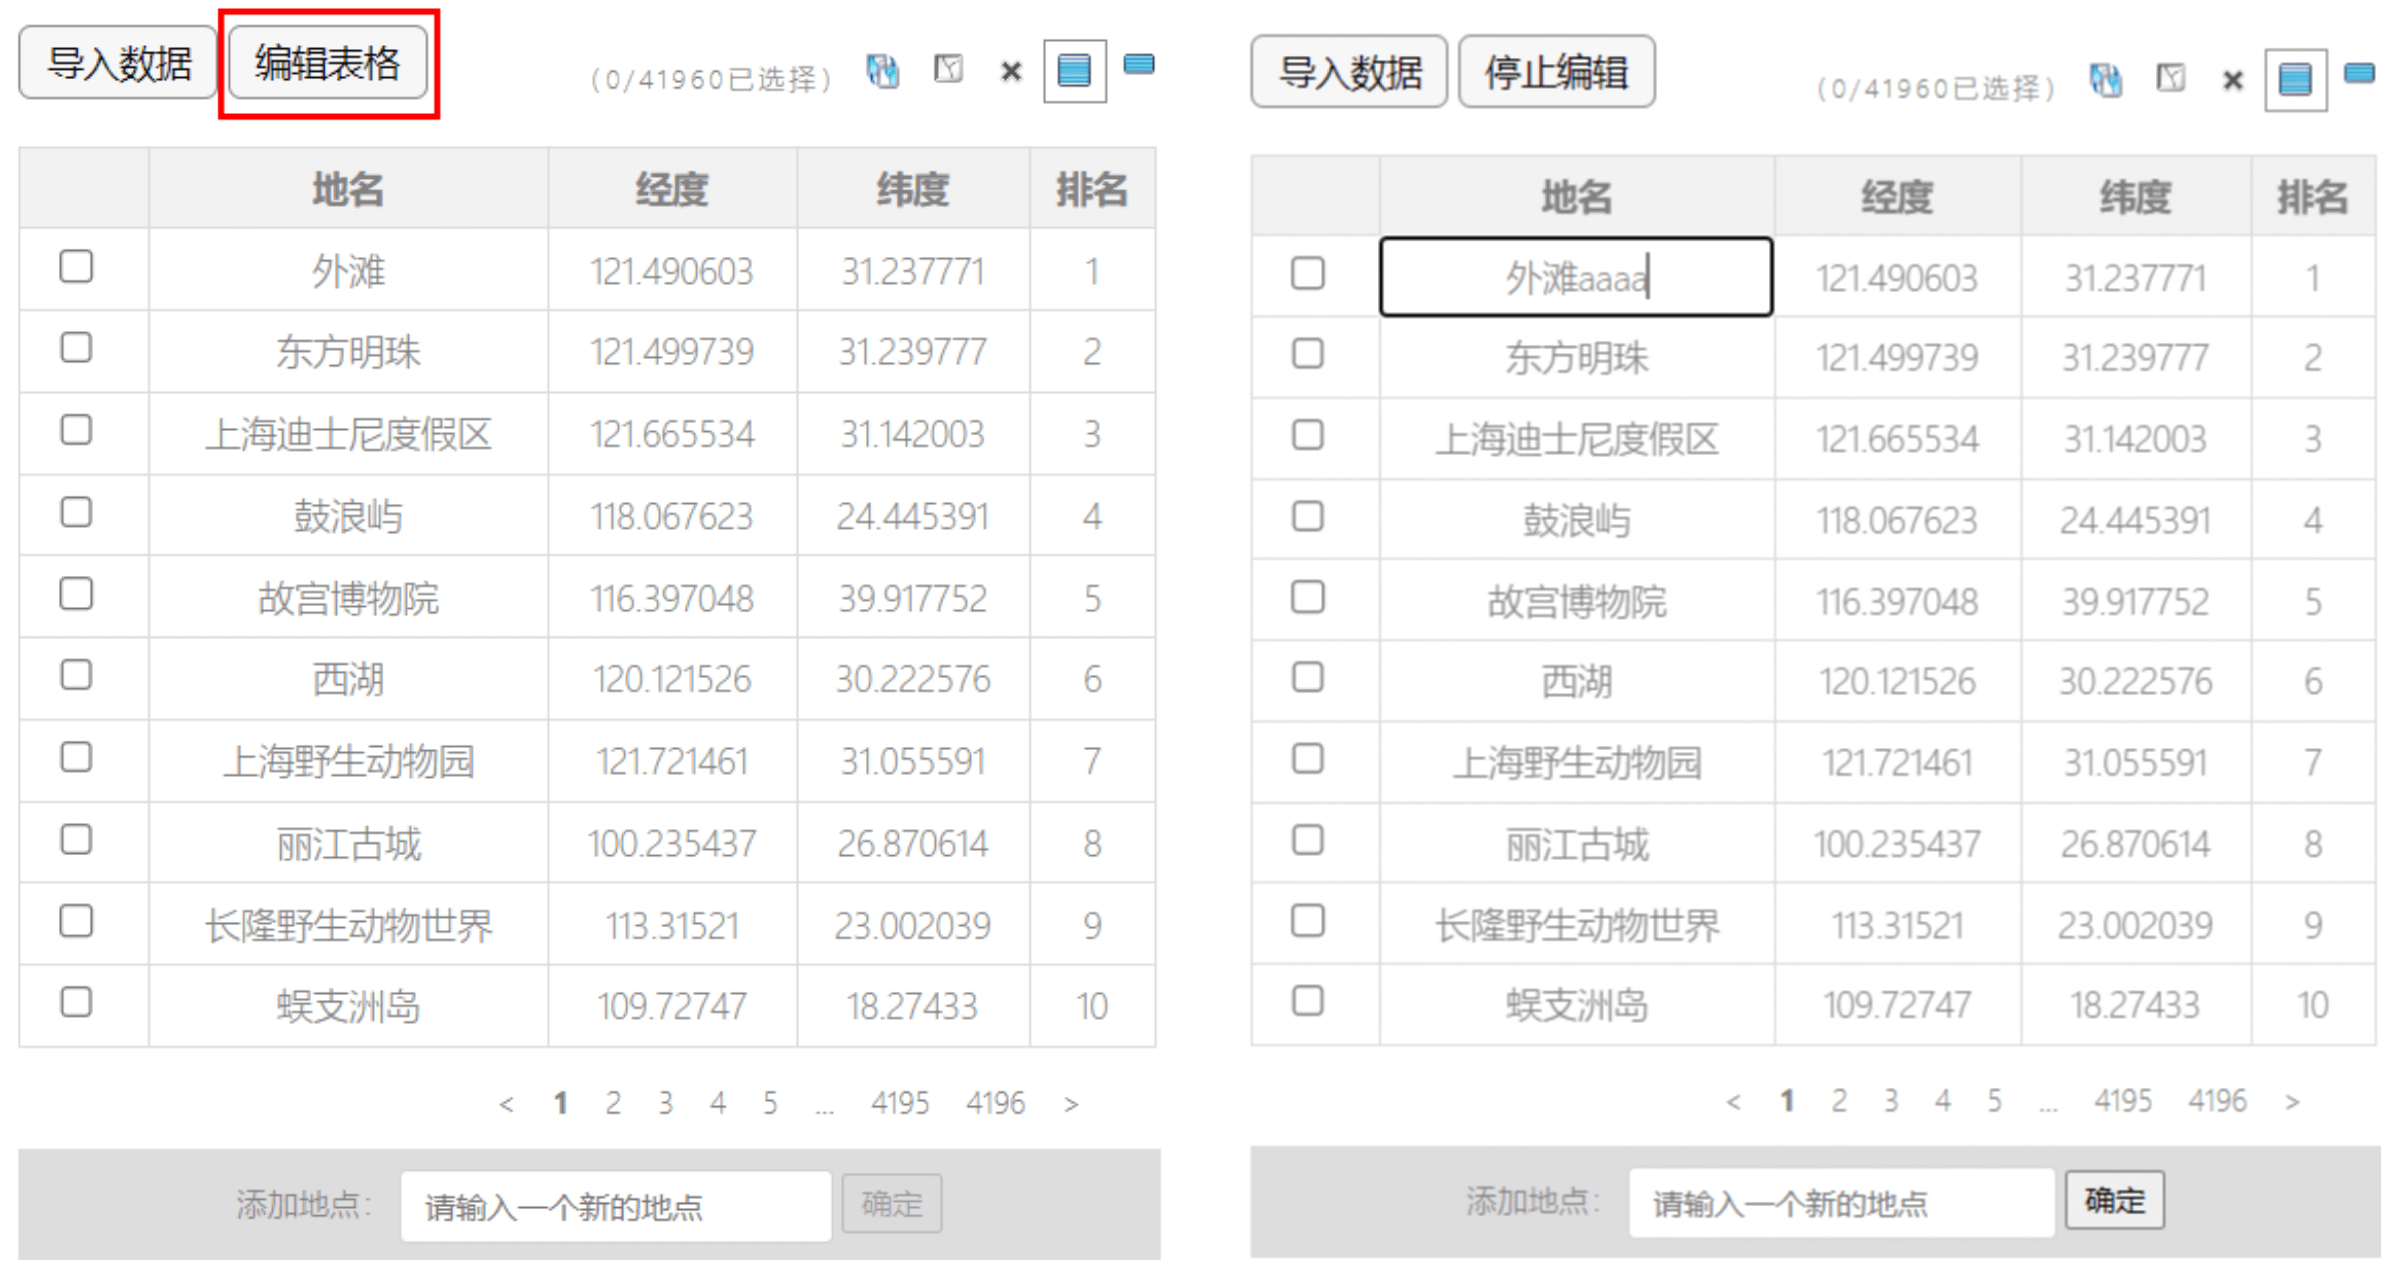 导入数据 编辑表格 (0/41960已选择)
地名 经度 纬度 排名
外滩 121.490603 31.237771 1
东方明珠 121.499739 31.239777 2
上海迪士尼度假区 121.665534 31.142003 3
鼓浪屿 118.067623 24.445391 4
故宫博物院 116.397048 39.917752 5
西湖 120.121526 30.222576 6
上海野生动物园 121.721461 31.055591 7
丽江古城 100.235437 26.870614 8
长隆野生动物世界 113.31521 23.002039 9
蜈支洲岛 109.72747 18.27433 10
< 1 2 3 4 5 ... 4195 4196 >
添加地点: 请输入一个新的地点 确定
导入数据 停止编辑 (0/41960已选择)
地名 经度 纬度 排名
外滩aaaa 121.490603 31.237771 1
东方明珠 121.499739 31.239777 2
上海迪士尼度假区 121.665534 31.142003 3
鼓浪屿 118.067623 24.445391 4
故宫博物院 116.397048 39.917752 5
西湖 120.121526 30.222576 6
上海野生动物园 121.721461 31.055591 7
丽江古城 100.235437 26.870614 8
长隆野生动物世界 113.31521 23.002039 9
蜈支洲岛 109.72747 18.27433 10
< 1 2 3 4 5 ... 4195 4196 >
添加地点: 请输入一个新的地点 确定